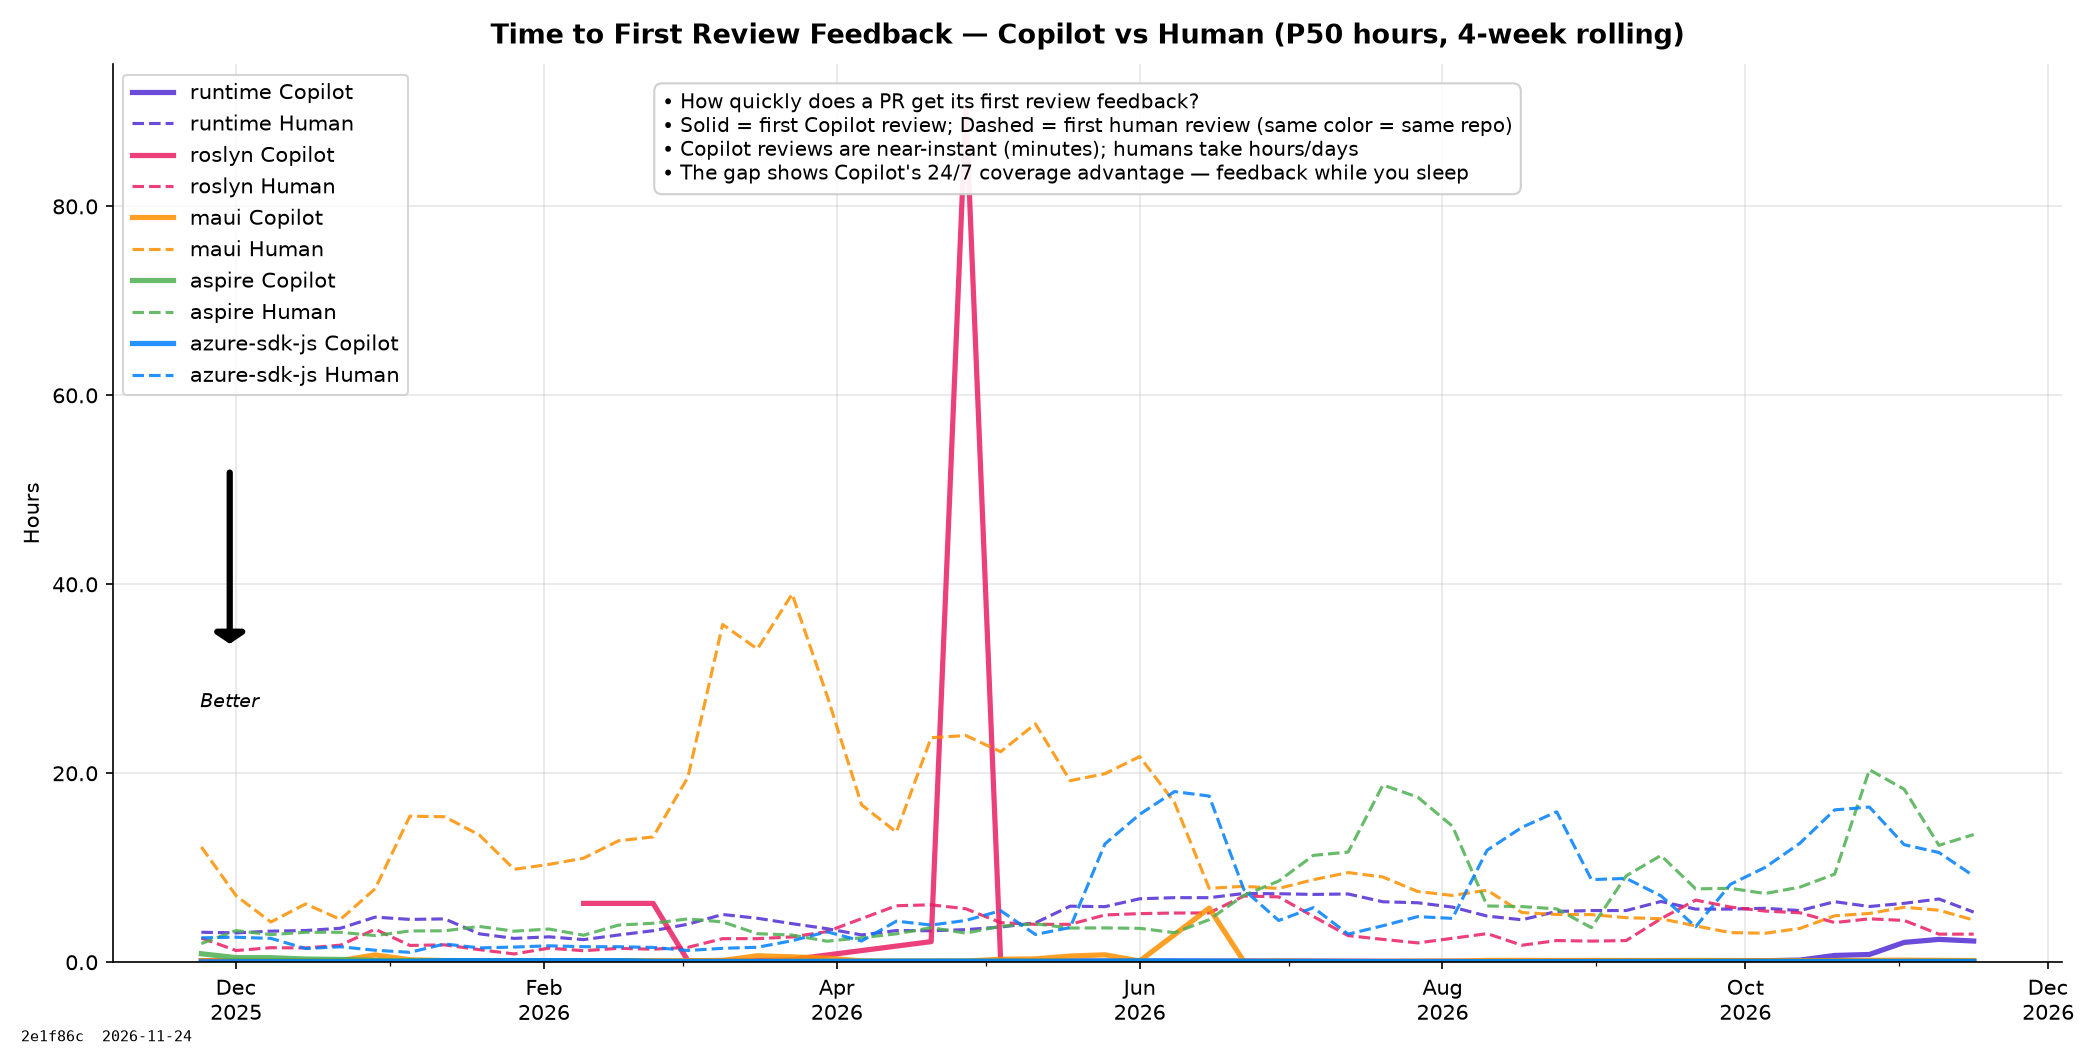 Time to First Review Feedback — Copilot vs Human (P50 hours, 4-week rolling)
runtime Copilot
runtime Human
roslyn Copilot
roslyn Human
maui Copilot
maui Human
aspire Copilot
aspire Human
azure-sdk-js Copilot
azure-sdk-js Human
• How quickly does a PR get its first review feedback?
• Solid = first Copilot review; Dashed = first human review (same color = same repo)
• Copilot reviews are near-instant (minutes); humans take hours/days
• The gap shows Copilot's 24/7 coverage advantage — feedback while you sleep
80.0
60.0
40.0
20.0
0.0
Hours
Better
Dec
2025
Feb
2026
Apr
2026
Jun
2026
Aug
2026
Oct
2026
Dec
2026
2e1f86c 2026-11-24